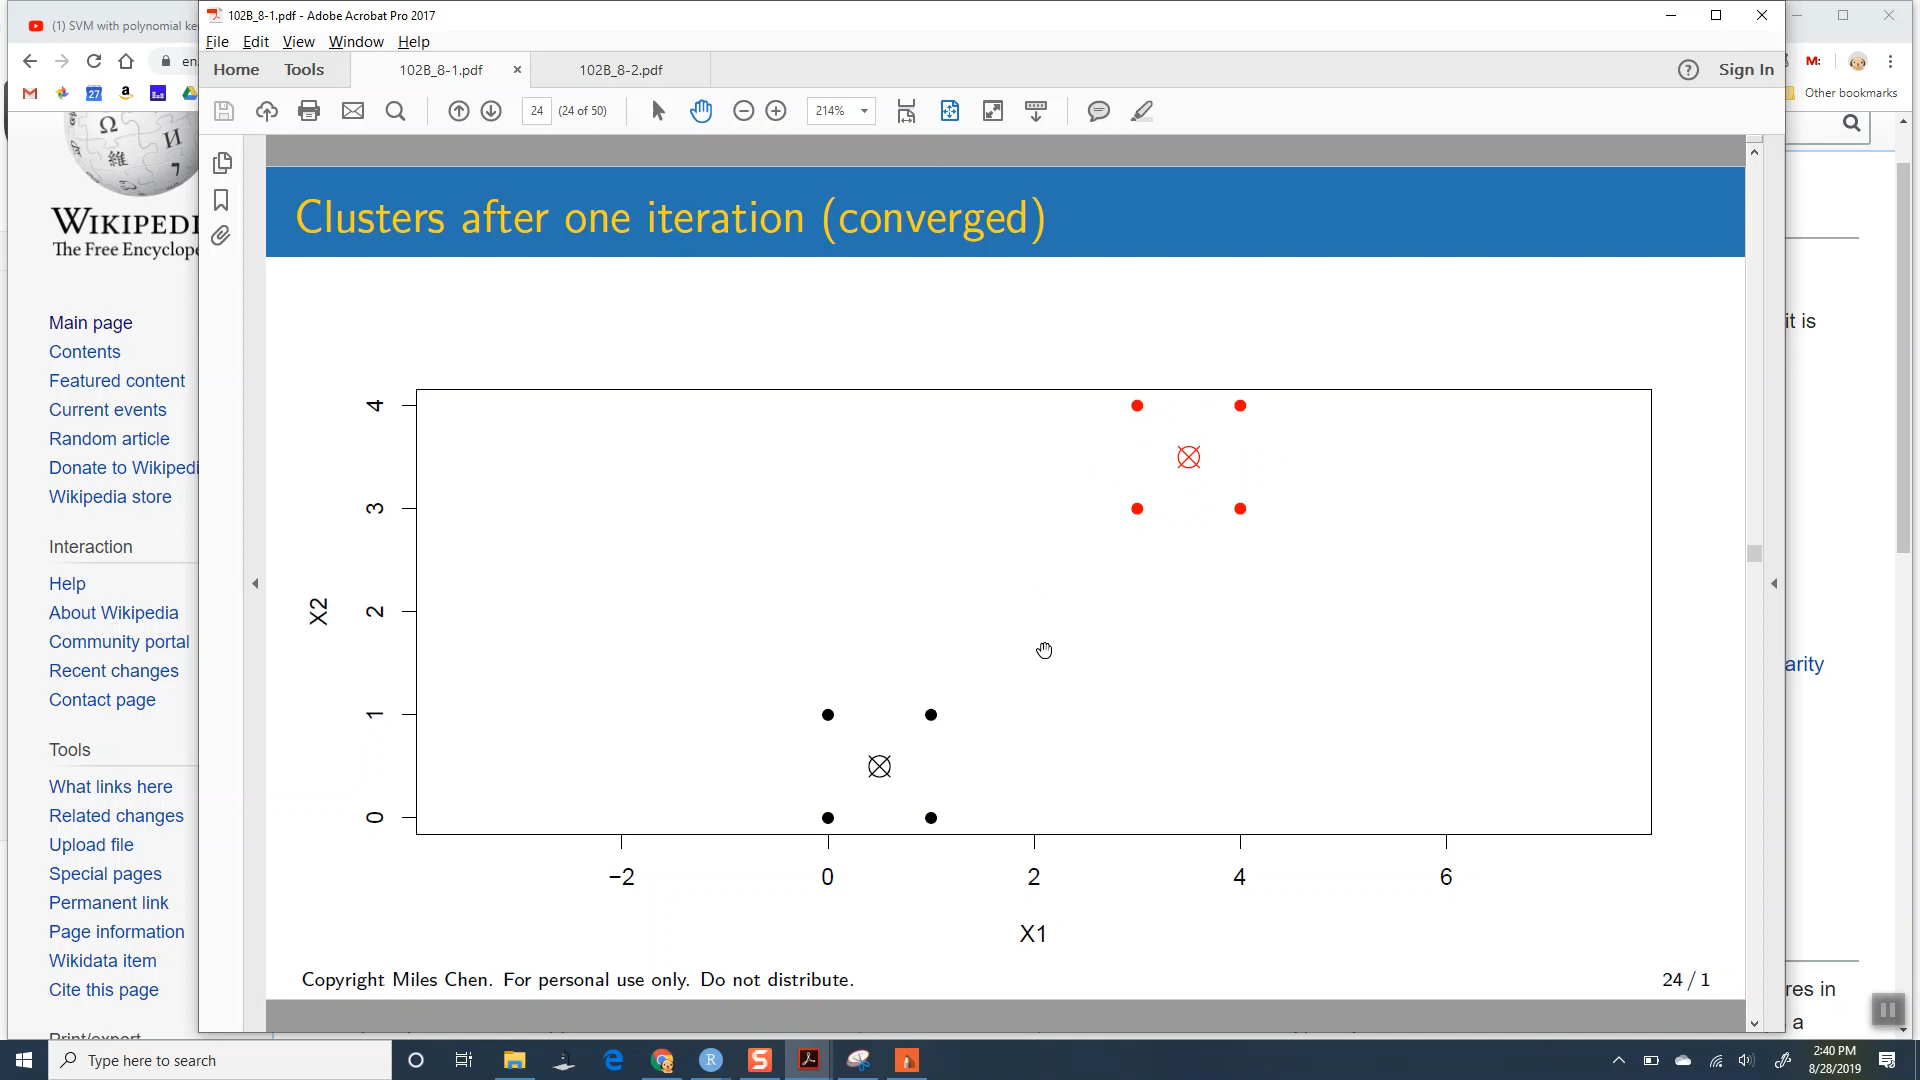 (1) SVM with polynomial ke
102B_8-1.pdf - Adobe Acrobat Pro 2017
File Edit View Window Help
Home Tools 102B_8-1.pdf × 102B_8-2.pdf ? Sign In
en
24 (24 of 50) 214%
M:
27
Other bookmarks
Ω И
維 7
WIKIPEDI
The Free Encyclop
Main page
Contents
Featured content
Current events
Random article
Donate to Wikipedi
Wikipedia store
Interaction
Help
About Wikipedia
Community portal
Recent changes
Contact page
Tools
What links here
Related changes
Upload file
Special pages
Permanent link
Page information
Wikidata item
Cite this page
Print/export
Clusters after one iteration (converged)
4
3
2
1
0
X2
−2 0 2 4 6
X1
Copyright Miles Chen. For personal use only. Do not distribute.
24 / 1
it is
arity
res in
a
Type here to search
R
S
2:40 PM
8/28/2019